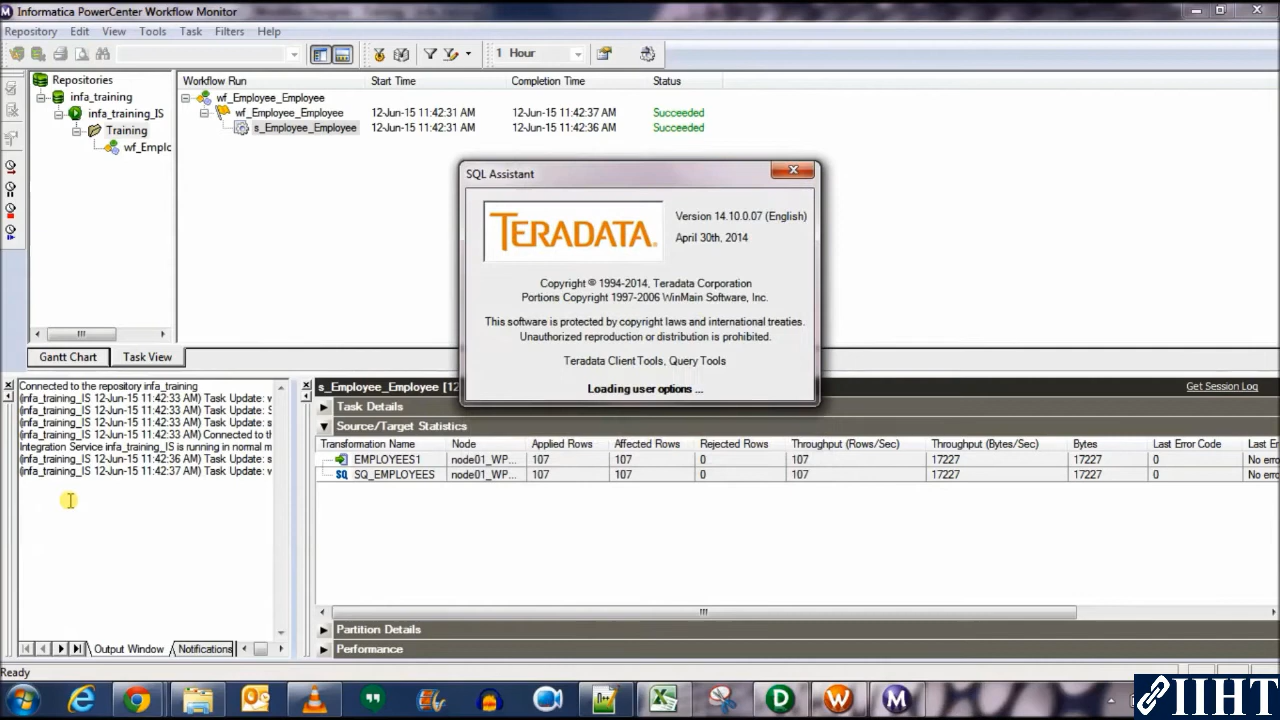 Informatica PowerCenter Workflow Monitor
Repository Edit View Tools Task Filters Help
1 Hour
Repositories
infa_training
infa_training_IS
Training
wf_Emplc
Workflow Run Start Time Completion Time Status
wf_Employee_Employee
wf_Employee_Employee 12-Jun-15 11:42:31 AM 12-Jun-15 11:42:37 AM Succeeded
s_Employee_Employee 12-Jun-15 11:42:31 AM 12-Jun-15 11:42:36 AM Succeeded
SQL Assistant
TERADATA®
Version 14.10.0.07 (English)
April 30th, 2014
Copyright © 1994-2014, Teradata Corporation
Portions Copyright 1997-2006 WinMain Software, Inc.
This software is protected by copyright laws and international treaties.
Unauthorized reproduction or distribution is prohibited.
Teradata Client Tools, Query Tools
Loading user options ...
Gantt Chart Task View
Connected to the repository infa_training
(infa_training_IS 12-Jun-15 11:42:33 AM) Task Update: v
(infa_training_IS 12-Jun-15 11:42:33 AM) Task Update: S
(infa_training_IS 12-Jun-15 11:42:33 AM) Task Update: s
(infa_training_IS 12-Jun-15 11:42:33 AM) Connected to th
Integration Service infa_training_IS is running in normal m
(infa_training_IS 12-Jun-15 11:42:36 AM) Task Update: s
(infa_training_IS 12-Jun-15 11:42:37 AM) Task Update: v
Output Window Notifications
s_Employee_Employee [12 Get Session Log
Task Details
Source/Target Statistics
Transformation Name Node Applied Rows Affected Rows Rejected Rows Throughput (Rows/Sec) Throughput (Bytes/Sec) Bytes Last Error Code Last Er
EMPLOYEES1 node01_WP... 107 107 0 107 17227 17227 0 No erro
SQ_EMPLOYEES node01_WP... 107 107 0 107 17227 17227 0 No erro
Partition Details
Performance
Ready
IIHT